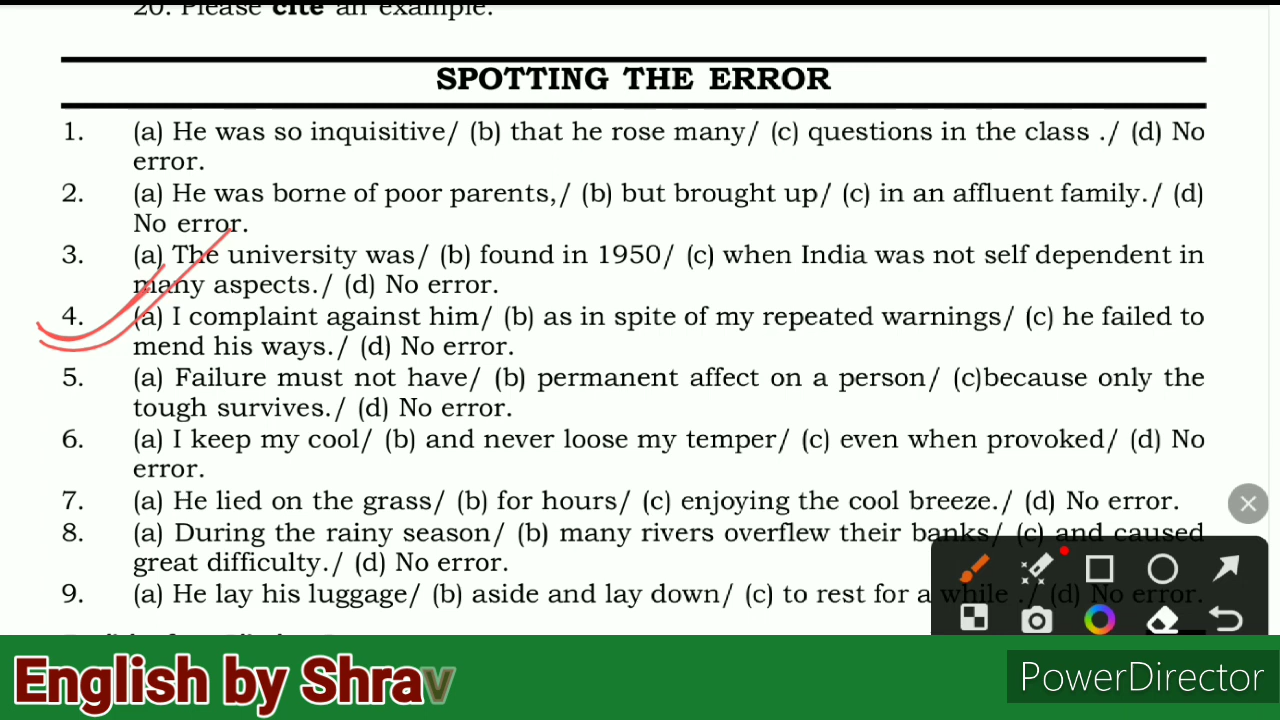 20. Please cite an example.
SPOTTING THE ERROR
1. (a) He was so inquisitive/ (b) that he rose many/ (c) questions in the class ./ (d) No
error.
2. (a) He was borne of poor parents,/ (b) but brought up/ (c) in an affluent family./ (d)
No error.
3. (a) The university was/ (b) found in 1950/ (c) when India was not self dependent in
many aspects./ (d) No error.
4. (a) I complaint against him/ (b) as in spite of my repeated warnings/ (c) he failed to
mend his ways./ (d) No error.
5. (a) Failure must not have/ (b) permanent affect on a person/ (c)because only the
tough survives./ (d) No error.
6. (a) I keep my cool/ (b) and never loose my temper/ (c) even when provoked/ (d) No
error.
7. (a) He lied on the grass/ (b) for hours/ (c) enjoying the cool breeze./ (d) No error.
8. (a) During the rainy season/ (b) many rivers overflew their banks/ (c) and caused
great difficulty./ (d) No error.
9. (a) He lay his luggage/ (b) aside and lay down/ (c) to rest for a while ./ (d) No error.
English by Shrav
PowerDirector